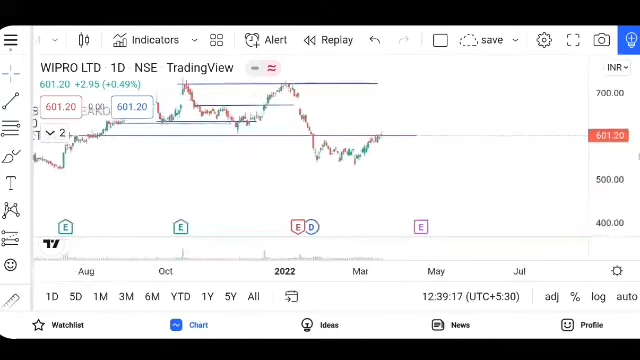 Indicators Alert Replay save
WIPRO LTD · 1D · NSE TradingView INR
601.20 +2.95 (+0.49%)
700.00
601.20 0.00 601.20
2
601.20
500.00
E E E D E
400.00
Aug Oct 2022 Mar May Jul
1D 5D 1M 3M 6M YTD 1Y 5Y All 12:39:17 (UTC+5:30) adj % log auto
Watchlist Chart Ideas News Profile